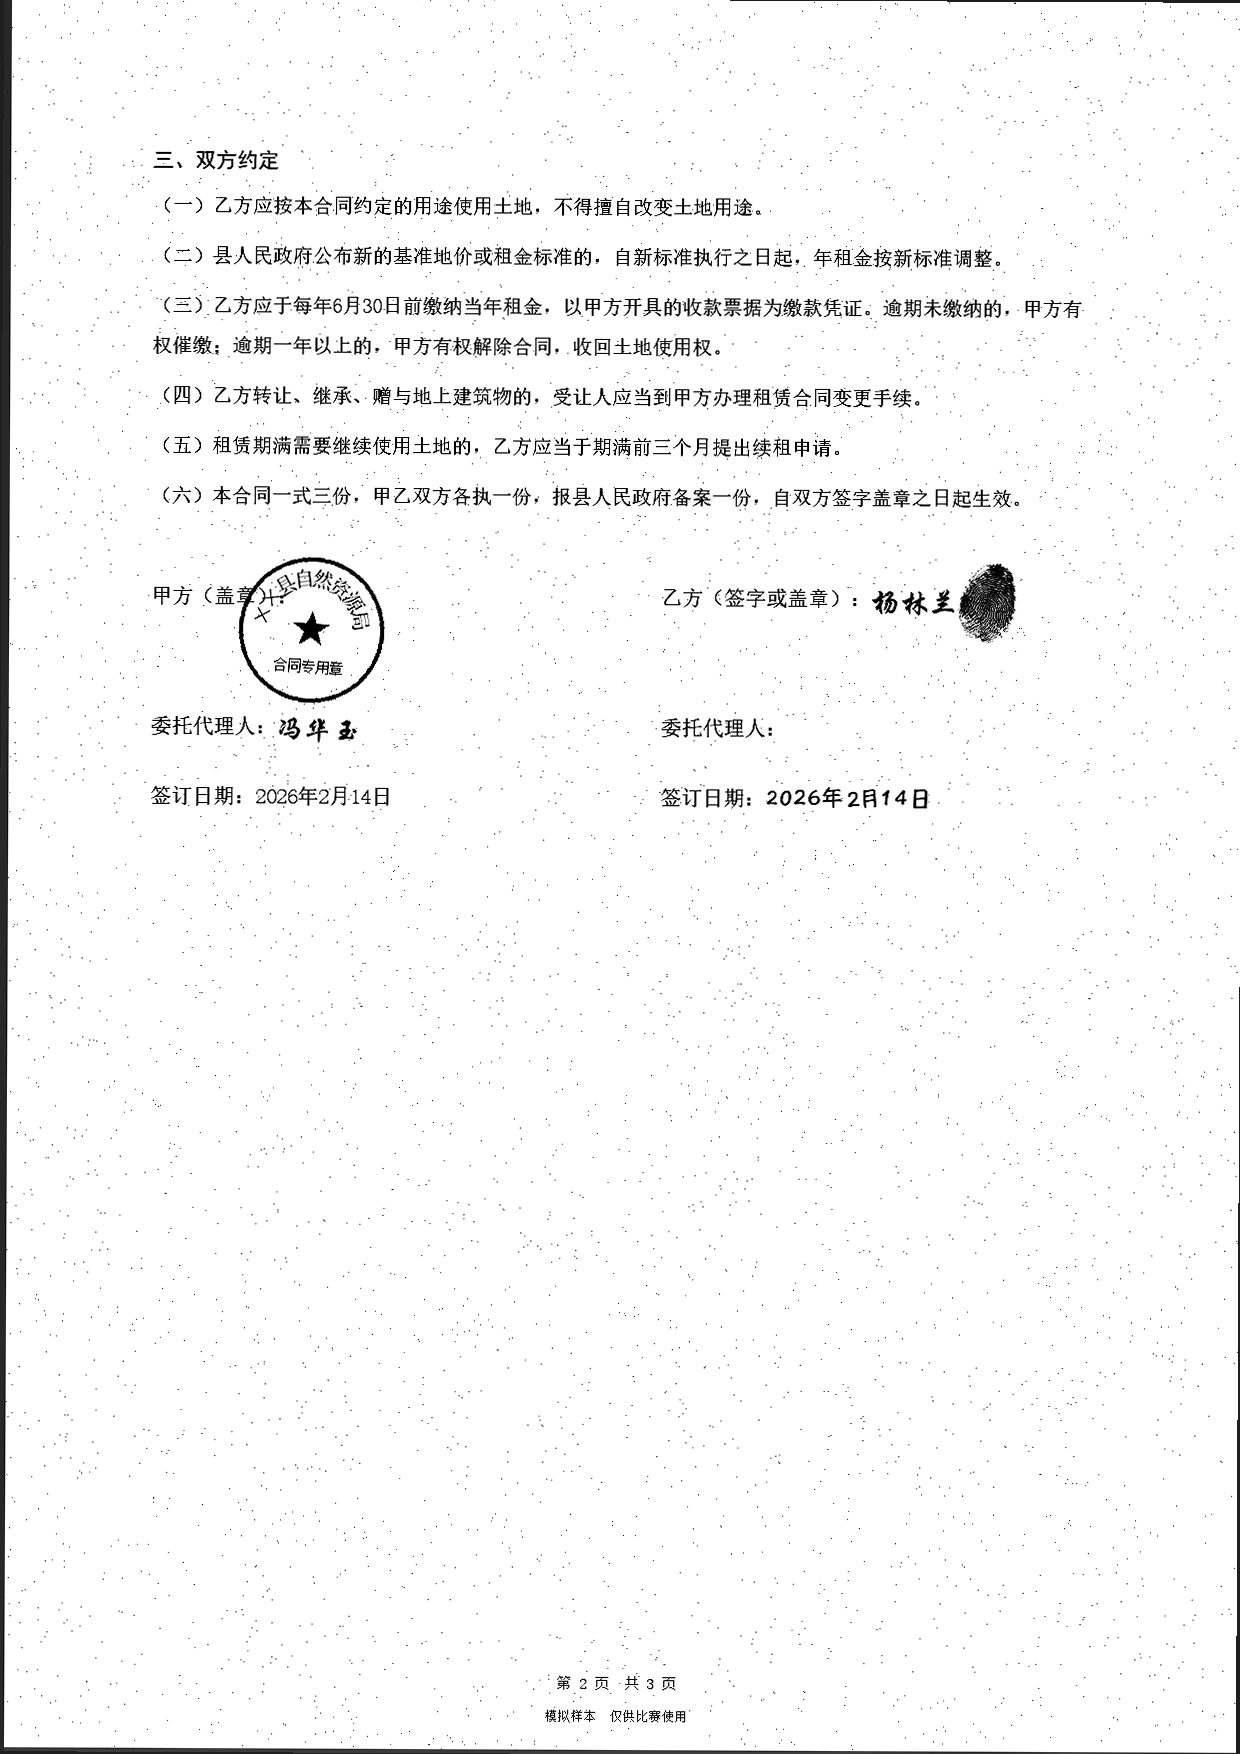 三、双方约定
（一）乙方应按本合同约定的用途使用土地，不得擅自改变土地用途。
（二）县人民政府公布新的基准地价或租金标准的，自新标准执行之日起，年租金按新标准调整。
（三）乙方应于每年6月30日前缴纳当年租金，以甲方开具的收款票据为缴款凭证。逾期未缴纳的，甲方有
权催缴；逾期一年以上的，甲方有权解除合同，收回土地使用权。
（四）乙方转让、继承、赠与地上建筑物的，受让人应当到甲方办理租赁合同变更手续。
（五）租赁期满需要继续使用土地的，乙方应当于期满前三个月提出续租申请。
（六）本合同一式三份，甲乙双方各执一份，报县人民政府备案一份，自双方签字盖章之日起生效。
甲方（盖章）：
××县自然资源局
合同专用章
乙方（签字或盖章）：杨林兰
委托代理人：冯华玉
委托代理人：
签订日期：2026年2月14日
签订日期：2026年2月14日
第 2 页 共 3 页
模拟样本 仅供比赛使用